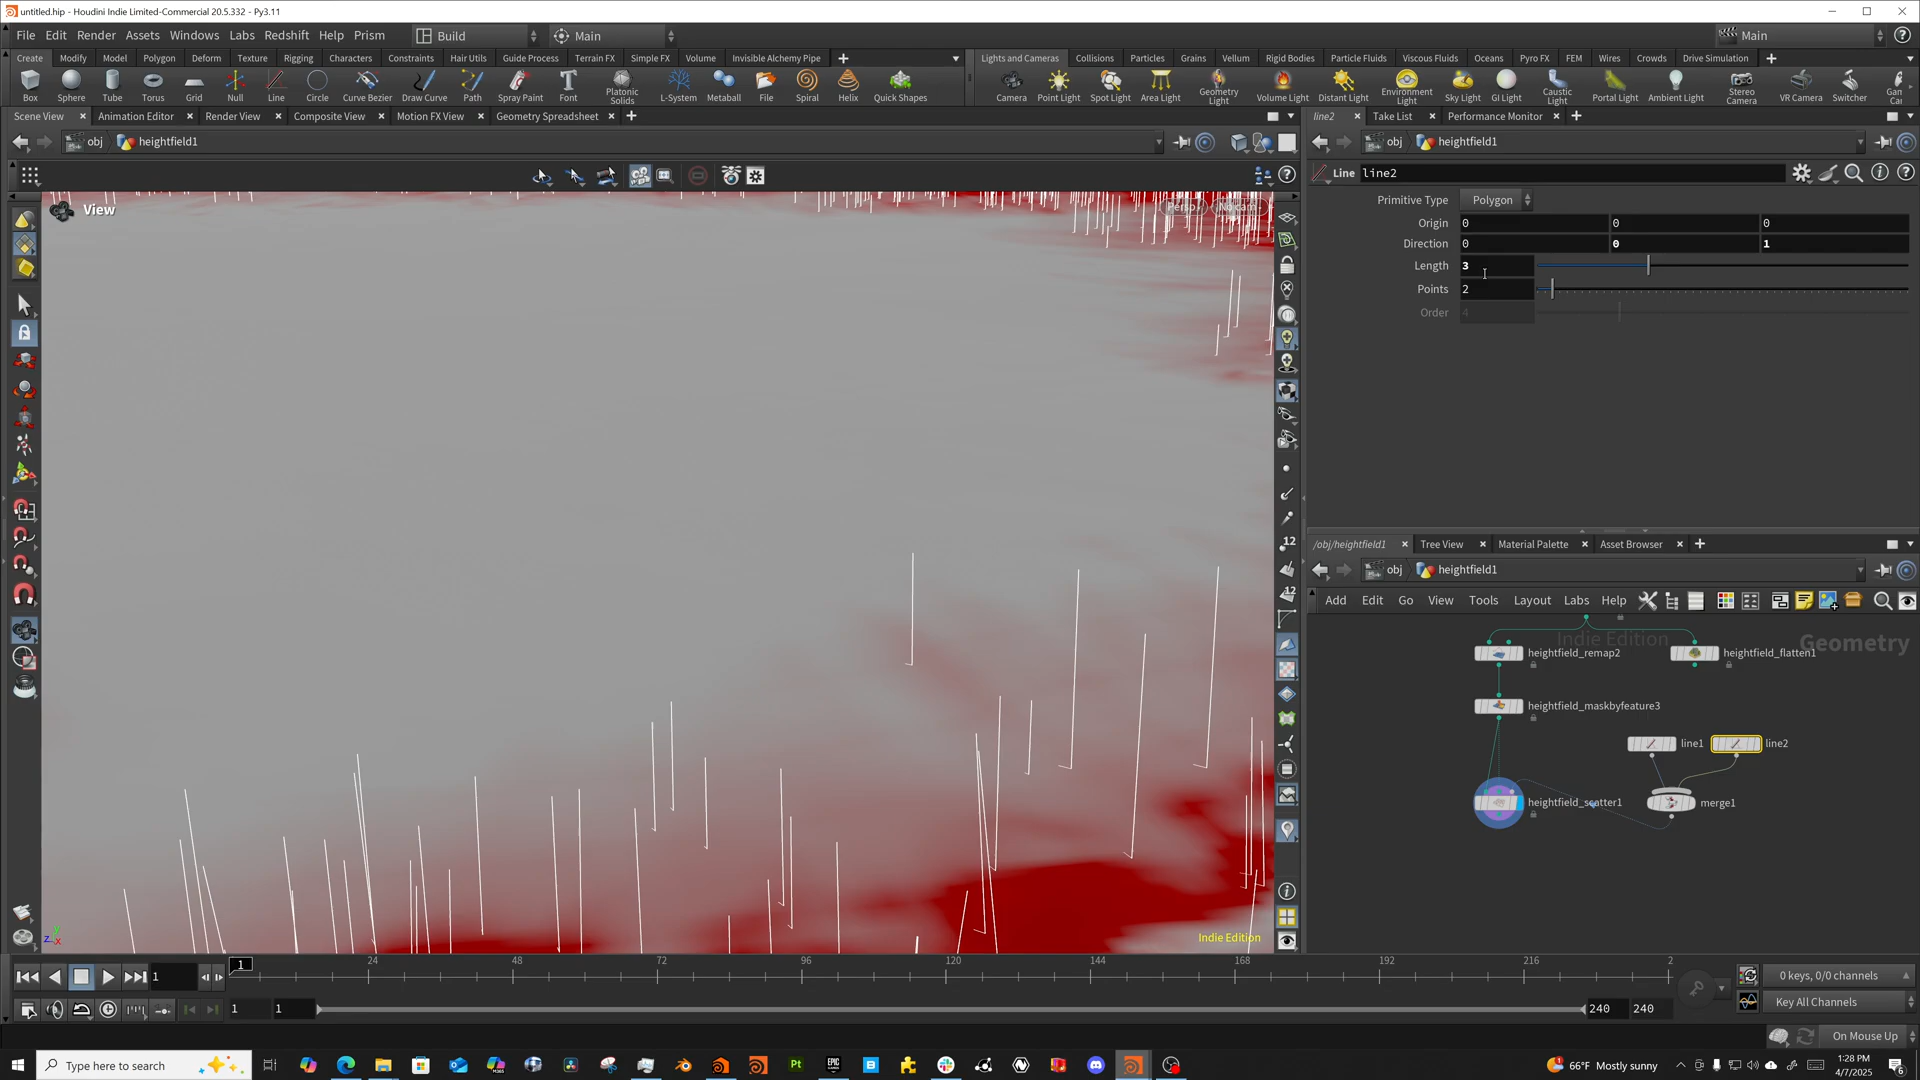 untitled.hip - Houdini Indie Limited-Commercial 20.5.332 - Py3.11
File Edit Render Assets Windows Labs Redshift Help Prism Build Main Main
Create Modify Model Polygon Deform Texture Rigging Characters Constraints Hair Utils Guide Process Terrain FX Simple FX Volume Invisible Alchemy Pipe
Lights and Cameras Collisions Particles Grains Vellum Rigid Bodies Particle Fluids Viscous Fluids Oceans Pyro FX FEM Wires Crowds Drive Simulation
Box Sphere Tube Torus Grid Null Line Circle Curve Bezier Draw Curve Path Spray Paint Font Platonic Solids L-System Metaball File Spiral Helix Quick Shapes
Camera Point Light Spot Light Area Light Geometry Light Volume Light Distant Light Environment Light Sky Light GI Light Caustic Light Portal Light Ambient Light Stereo Camera VR Camera Switcher
Scene View Animation Editor Render View Composite View Motion FX View Geometry Spreadsheet
line2 Take List Performance Monitor
obj heightfield1
obj heightfield1
View
Persp No cam
Line line2
Primitive Type Polygon
Origin 0 0 0
Direction 0 0 1
Length 3
Points 2
Order 4
12
12
/obj/heightfield1 Tree View Material Palette Asset Browser
obj heightfield1
Add Edit Go View Tools Layout Labs Help
Indie Edition
Geometry
heightfield_remap2
heightfield_flatten1
heightfield_maskbyfeature3
line1
line2
heightfield_scatter1
merge1
z x y
Indie Edition
1
1 24 48 72 96 120 144 168 192 216 2
0 keys, 0/0 channels
1 1 240 240
Key All Channels
On Mouse Up
Type here to search
66°F Mostly sunny
1:28 PM
4/7/2025
6